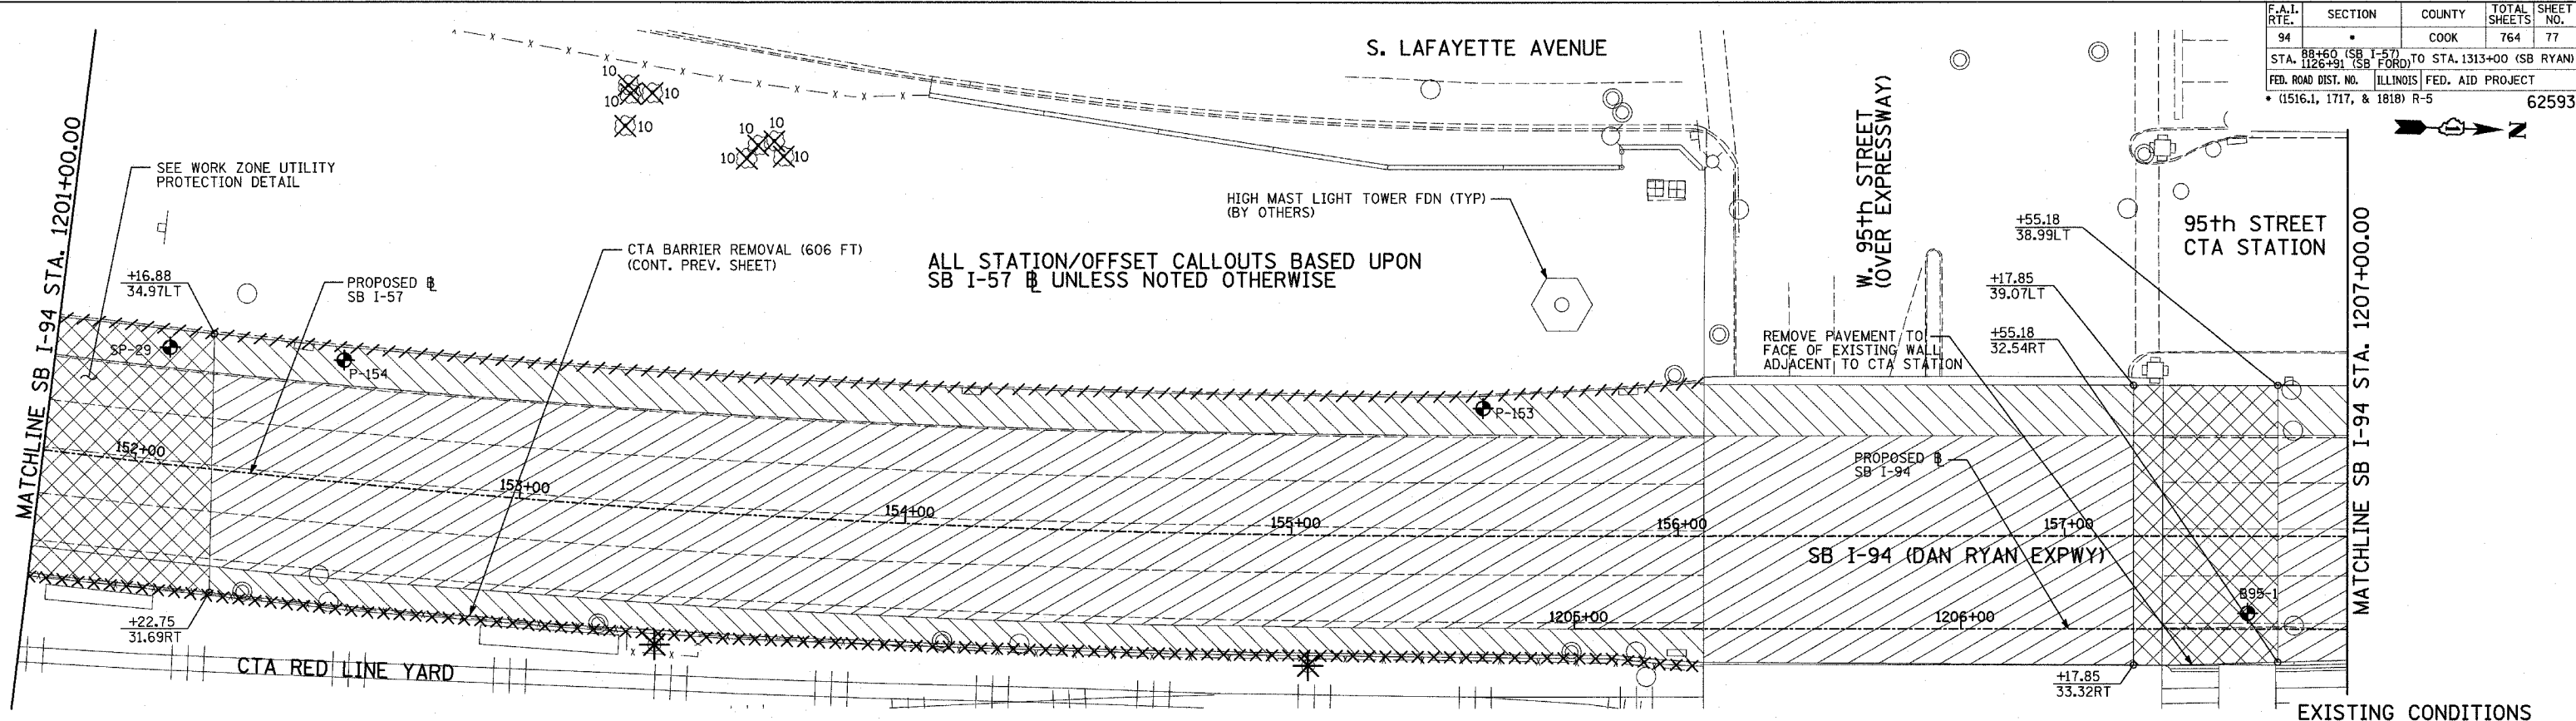 F.A.I. RTE. SECTION COUNTY TOTAL SHEETS SHEET NO.
94 • COOK 764 77
STA. 88+60 (SB I-57) 1126+91 (SB FORD) TO STA. 1313+00 (SB RYAN)
FED. ROAD DIST. NO. ILLINOIS FED. AID PROJECT
* (1516.1, 1717, & 1818) R-5 62593
N
S. LAFAYETTE AVENUE
10
10
10
10
10
10
10
10
W. 95th STREET
(OVER EXPRESSWAY)
95th STREET
CTA STATION
MATCHLINE SB I-94 STA. 1201+00.00
SEE WORK ZONE UTILITY
PROTECTION DETAIL
HIGH MAST LIGHT TOWER FDN (TYP)
(BY OTHERS)
+55.18
38.99LT
CTA BARRIER REMOVAL (606 FT)
(CONT. PREV. SHEET)
ALL STATION/OFFSET CALLOUTS BASED UPON
SB I-57 ℄ UNLESS NOTED OTHERWISE
+16.88
34.97LT
PROPOSED ℄
SB I-57
+17.85
39.07LT
REMOVE PAVEMENT TO
FACE OF EXISTING WALL
ADJACENT TO CTA STATION
+55.18
32.54RT
MATCHLINE SB I-94 STA. 1207+00.00
SP-29
P-154
P-153
152+00
153+00
154+00
155+00
156+00
157+00
PROPOSED ℄
SB I-94
SB I-94 (DAN RYAN EXPWY)
B95-1
1205+00
1206+00
+22.75
31.69RT
CTA RED LINE YARD
+17.85
33.32RT
EXISTING CONDITIONS